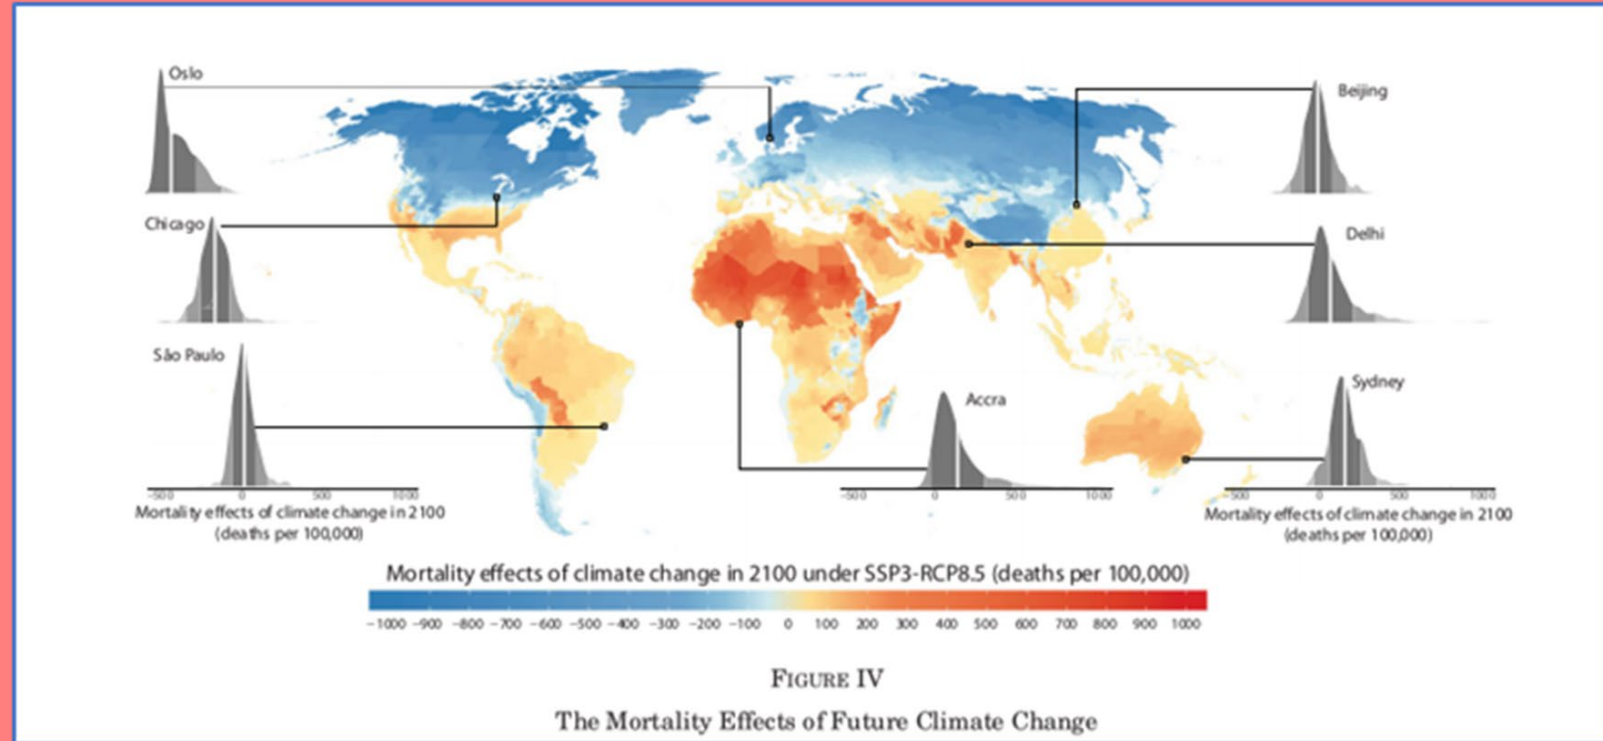 Oslo
Beijing
Chicago
Delhi
São Paulo
Sydney
Accra
−500 0 500 1000
Mortality effects of climate change in 2100
(deaths per 100,000)
−500 0 500 1000
−500 0 500 1000
Mortality effects of climate change in 2100
(deaths per 100,000)
Mortality effects of climate change in 2100 under SSP3-RCP8.5 (deaths per 100,000)
−1000 −900 −800 −700 −600 −500 −400 −300 −200 −100 0 100 200 300 400 500 600 700 800 900 1000
FIGURE IV
The Mortality Effects of Future Climate Change